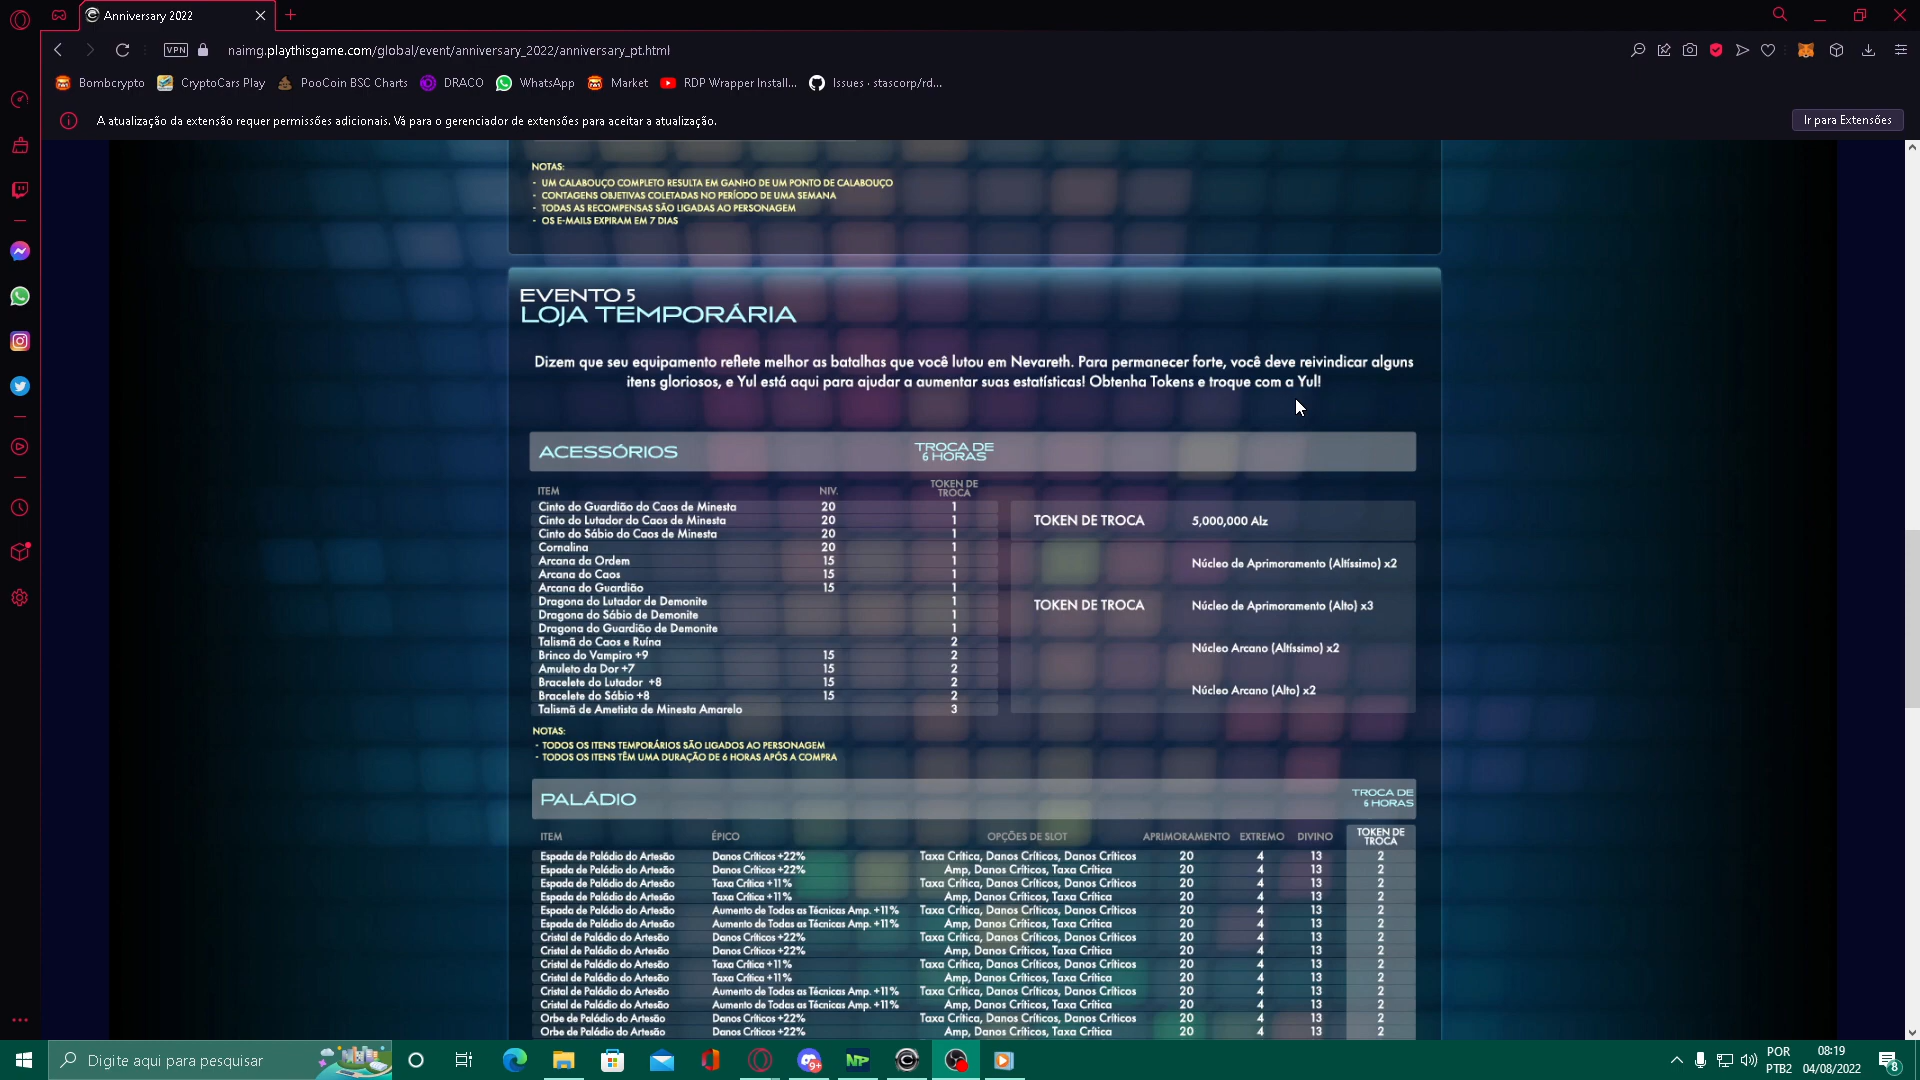 Anniversary 2022
VPN
naimg.playthisgame.com/global/event/anniversary_2022/anniversary_pt.html
Bombcrypto
CryptoCars Play
PooCoin BSC Charts
DRACO
WhatsApp
Market
RDP Wrapper Install...
Issues · stascorp/rd...
A atualização da extensão requer permissões adicionais. Vá para o gerenciador de extensões para aceitar a atualização.
Ir para Extensões
NOTAS:
- UM CALABOUÇO COMPLETO RESULTA EM GANHO DE UM PONTO DE CALABOUÇO
- CONTAGENS OBJETIVAS COLETADAS NO PERÍODO DE UMA SEMANA
- TODAS AS RECOMPENSAS SÃO LIGADAS AO PERSONAGEM
- OS E-MAILS EXPIRAM EM 7 DIAS
EVENTO 5
LOJA TEMPORÁRIA
Dizem que seu equipamento reflete melhor as batalhas que você lutou em Nevareth. Para permanecer forte, você deve reivindicar alguns
itens gloriosos, e Yul está aqui para ajudar a aumentar suas estatísticas! Obtenha Tokens e troque com a Yul!
ACESSÓRIOS
TROCA DE
6 HORAS
ITEM NIV. TOKEN DE
TROCA
Cinto do Guardião do Caos de Minesta 20 1
Cinto do Lutador do Caos de Minesta 20 1
Cinto do Sábio do Caos de Minesta 20 1
Cornalina 20 1
Arcana da Ordem 15 1
Arcana do Caos 15 1
Arcana do Guardião 15 1
Dragona do Lutador de Demonite 1
Dragona do Sábio de Demonite 1
Dragona do Guardião de Demonite 1
Talismã do Caos e Ruína 2
Brinco do Vampiro +9 15 2
Amuleto da Dor +7 15 2
Bracelete do Lutador +8 15 2
Bracelete do Sábio +8 15 2
Talismã de Ametista de Minesta Amarelo 3
TOKEN DE TROCA 5,000,000 Alz
Núcleo de Aprimoramento (Altíssimo) x2
TOKEN DE TROCA Núcleo de Aprimoramento (Alto) x3
Núcleo Arcano (Altíssimo) x2
Núcleo Arcano (Alto) x2
NOTAS:
- TODOS OS ITENS TEMPORÁRIOS SÃO LIGADOS AO PERSONAGEM
- TODOS OS ITENS TÊM UMA DURAÇÃO DE 6 HORAS APÓS A COMPRA
PALÁDIO
TROCA DE
6 HORAS
ITEM ÉPICO OPÇÕES DE SLOT APRIMORAMENTO EXTREMO DIVINO TOKEN DE
TROCA
Espada de Paládio do Artesão Danos Críticos +22% Taxa Crítica, Danos Críticos, Danos Críticos 20 4 13 2
Espada de Paládio do Artesão Danos Críticos +22% Amp, Danos Críticos, Taxa Crítica 20 4 13 2
Espada de Paládio do Artesão Taxa Crítica +11% Taxa Crítica, Danos Críticos, Danos Críticos 20 4 13 2
Espada de Paládio do Artesão Taxa Crítica +11% Amp, Danos Críticos, Taxa Crítica 20 4 13 2
Espada de Paládio do Artesão Aumento de Todas as Técnicas Amp. +11% Taxa Crítica, Danos Críticos, Danos Críticos 20 4 13 2
Espada de Paládio do Artesão Aumento de Todas as Técnicas Amp. +11% Amp, Danos Críticos, Taxa Crítica 20 4 13 2
Cristal de Paládio do Artesão Danos Críticos +22% Taxa Crítica, Danos Críticos, Danos Críticos 20 4 13 2
Cristal de Paládio do Artesão Danos Críticos +22% Amp, Danos Críticos, Taxa Crítica 20 4 13 2
Cristal de Paládio do Artesão Taxa Crítica +11% Taxa Crítica, Danos Críticos, Danos Críticos 20 4 13 2
Cristal de Paládio do Artesão Taxa Crítica +11% Amp, Danos Críticos, Taxa Crítica 20 4 13 2
Cristal de Paládio do Artesão Aumento de Todas as Técnicas Amp. +11% Taxa Crítica, Danos Críticos, Danos Críticos 20 4 13 2
Cristal de Paládio do Artesão Aumento de Todas as Técnicas Amp. +11% Amp, Danos Críticos, Taxa Crítica 20 4 13 2
Orbe de Paládio do Artesão Danos Críticos +22% Taxa Crítica, Danos Críticos, Danos Críticos 20 4 13 2
Orbe de Paládio do Artesão Danos Críticos +22% Amp, Danos Críticos, Taxa Crítica 20 4 13 2
Digite aqui para pesquisar
9+
NP
POR
PTB2
08:19
04/08/2022
8